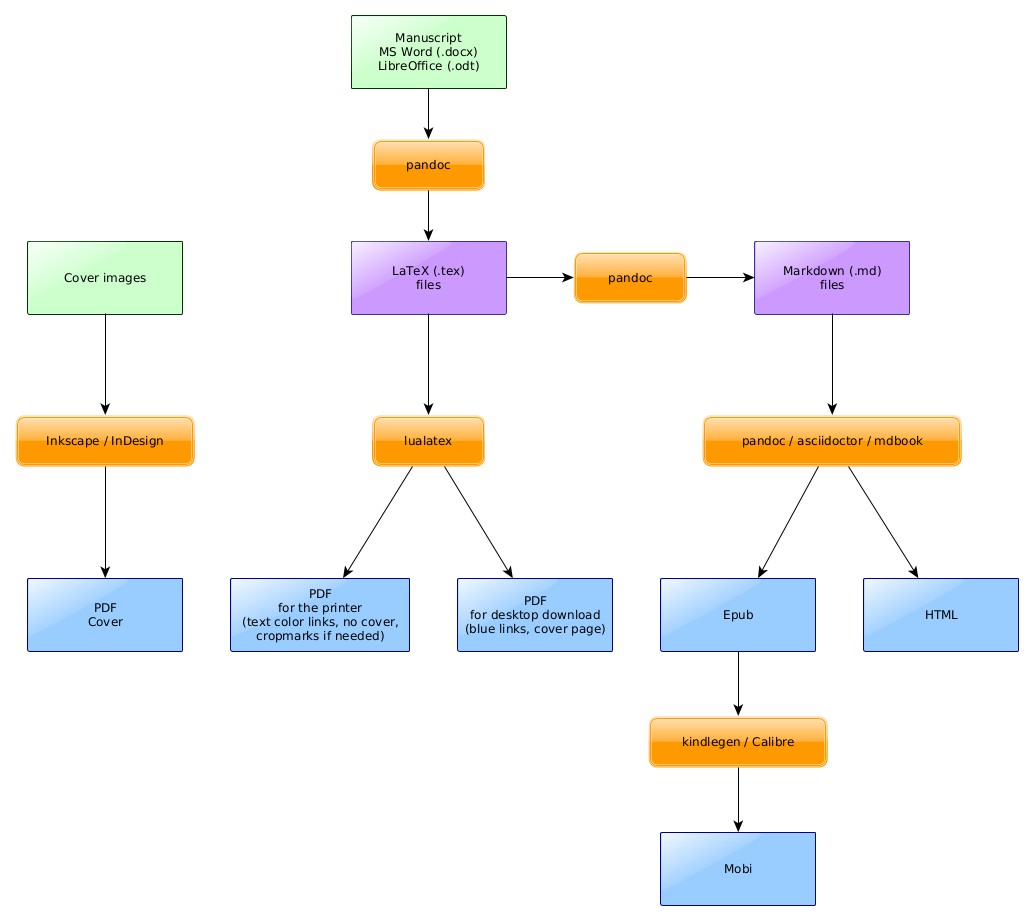 Manuscript
MS Word (.docx)
LibreOffice (.odt)
pandoc
Cover images
LaTeX (.tex)
files
pandoc
Markdown (.md)
files
Inkscape / InDesign
lualatex
pandoc / asciidoctor / mdbook
PDF
Cover
PDF
for the printer
(text color links, no cover,
cropmarks if needed)
PDF
for desktop download
(blue links, cover page)
Epub
HTML
kindlegen / Calibre
Mobi